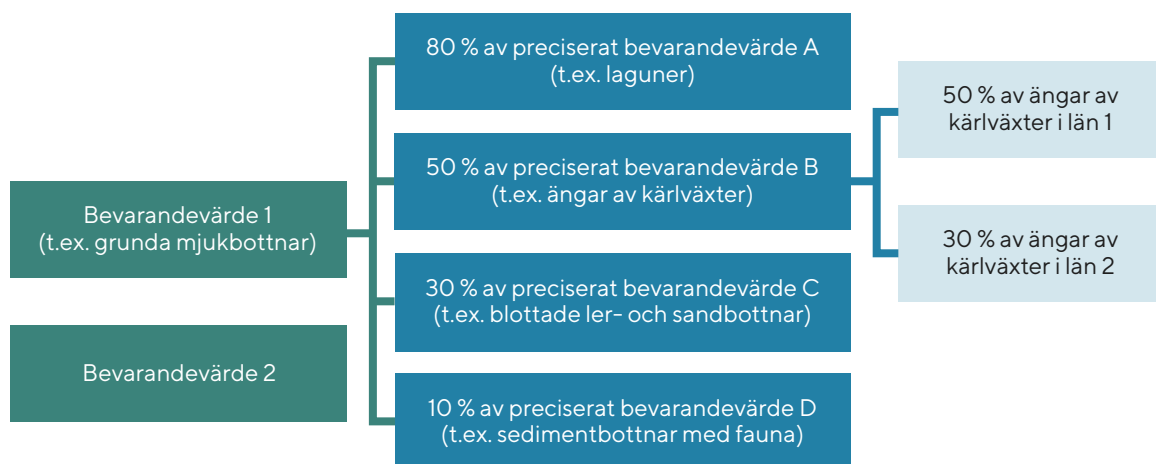 Bevarandevärde 1
(t.ex. grunda mjukbottnar)
Bevarandevärde 2
80 % av preciserat bevarandevärde A
(t.ex. laguner)
50 % av preciserat bevarandevärde B
(t.ex. ängar av kärlväxter)
30 % av preciserat bevarandevärde C
(t.ex. blottade ler- och sandbottnar)
10 % av preciserat bevarandevärde D
(t.ex. sedimentbottnar med fauna)
50 % av ängar av
kärlväxter i län 1
30 % av ängar av
kärlväxter i län 2